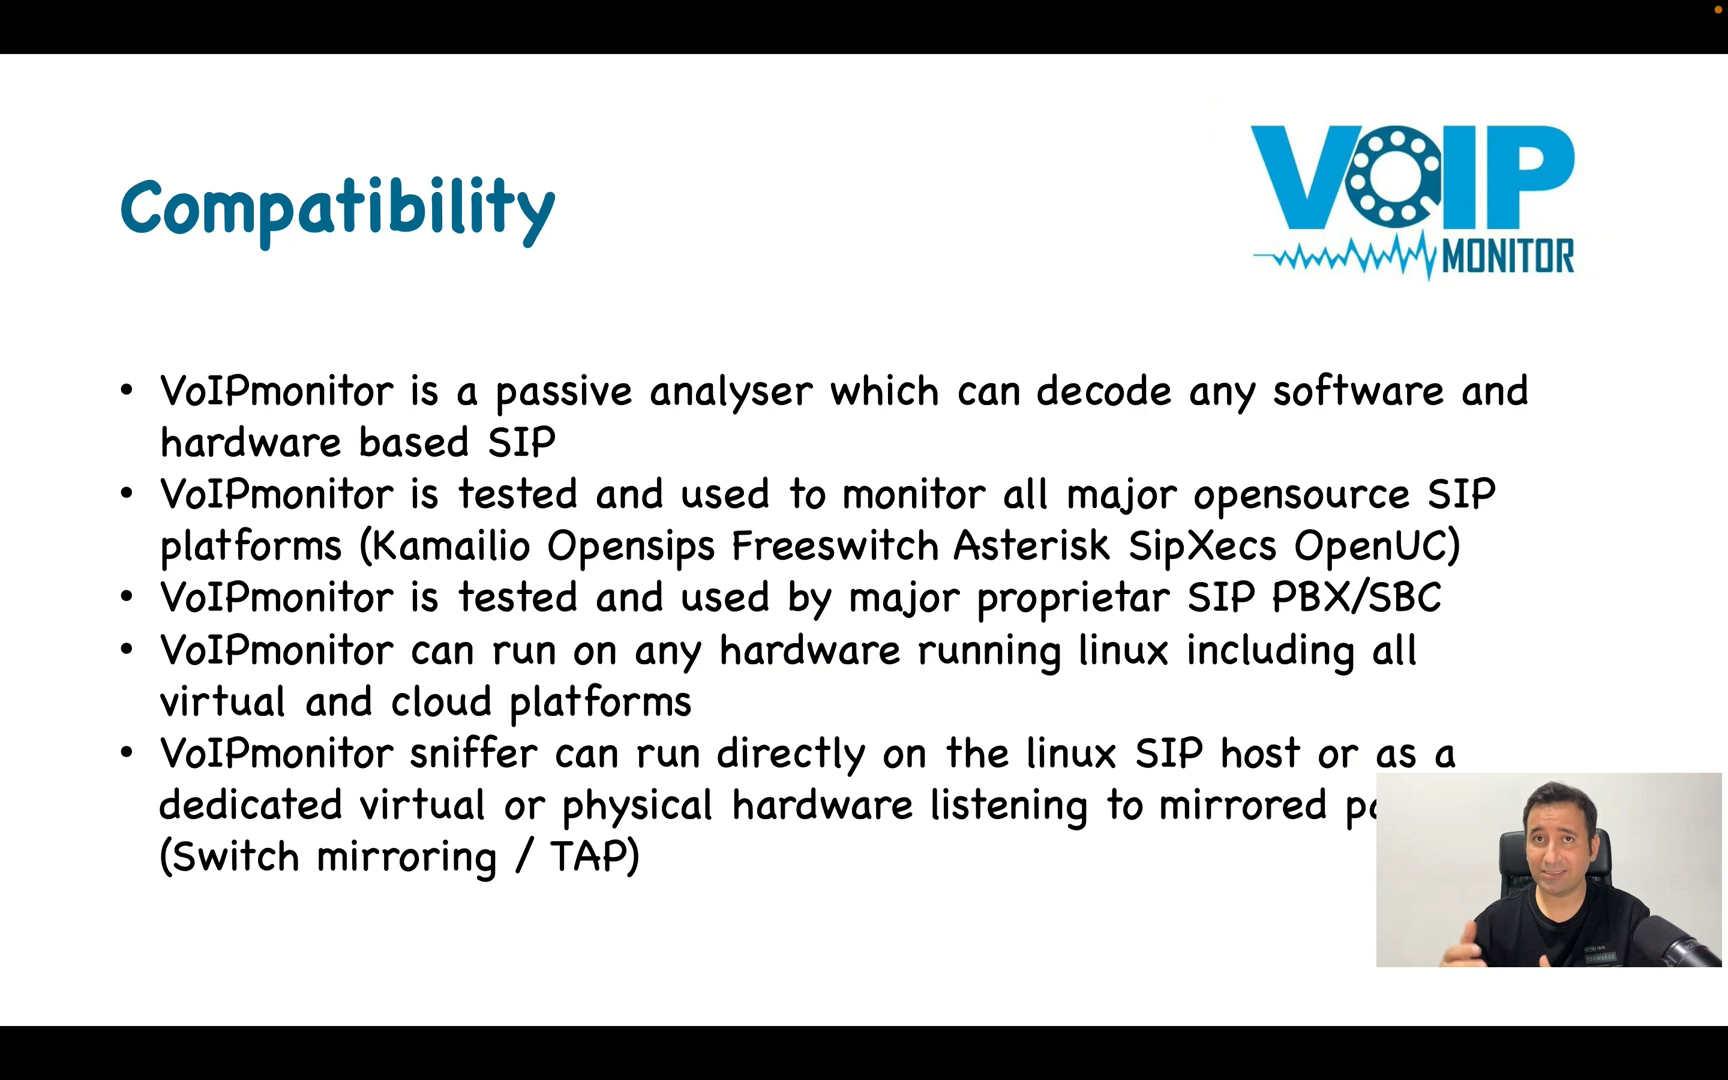 VOIP
MONITOR
Compatibility
• VoIPmonitor is a passive analyser which can decode any software and
hardware based SIP
• VoIPmonitor is tested and used to monitor all major opensource SIP
platforms (Kamailio Opensips Freeswitch Asterisk SipXecs OpenUC)
• VoIPmonitor is tested and used by major proprietar SIP PBX/SBC
• VoIPmonitor can run on any hardware running linux including all
virtual and cloud platforms
• VoIPmonitor sniffer can run directly on the linux SIP host or as a
dedicated virtual or physical hardware listening to mirrored
(Switch mirroring / TAP)